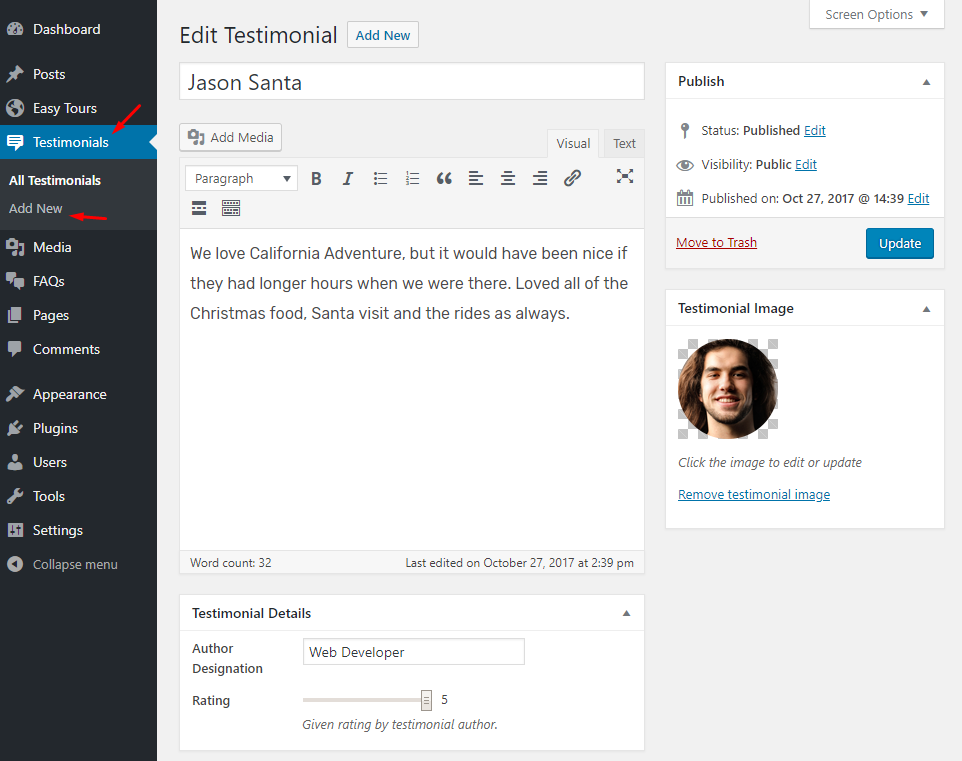 Screen Options
Dashboard
Posts
Easy Tours
Testimonials
All Testimonials
Add New
Media
FAQs
Pages
Comments
Appearance
Plugins
Users
Tools
Settings
Collapse menu
Edit Testimonial Add New
Jason Santa
Add Media
Visual Text
Paragraph
We love California Adventure, but it would have been nice if
they had longer hours when we were there. Loved all of the
Christmas food, Santa visit and the rides as always.
Word count: 32 Last edited on October 27, 2017 at 2:39 pm
Testimonial Details
Author
Designation
Web Developer
Rating 5
Given rating by testimonial author.
Publish
Status: Published Edit
Visibility: Public Edit
Published on: Oct 27, 2017 @ 14:39 Edit
Move to Trash Update
Testimonial Image
Click the image to edit or update
Remove testimonial image